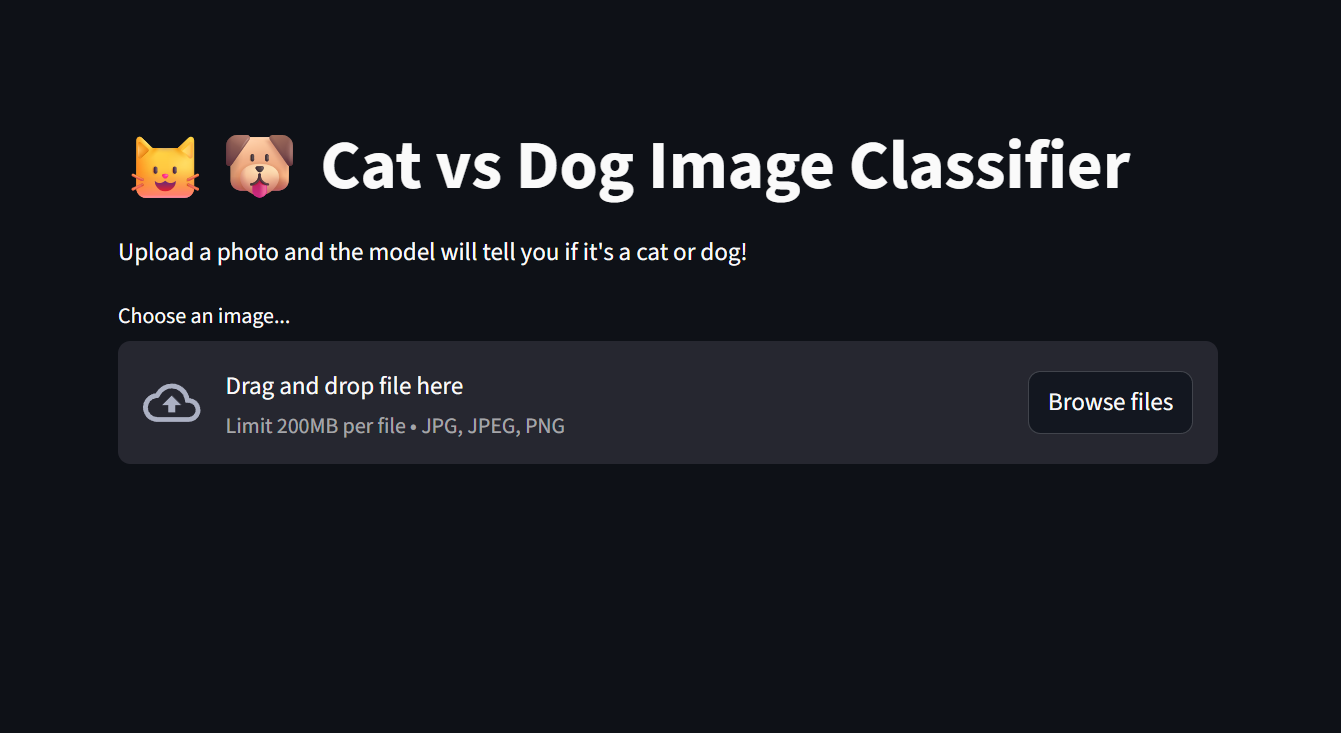 🐱 🐶 Cat vs Dog Image Classifier
Upload a photo and the model will tell you if it's a cat or dog!
Choose an image...
Drag and drop file here
Limit 200MB per file • JPG, JPEG, PNG
Browse files